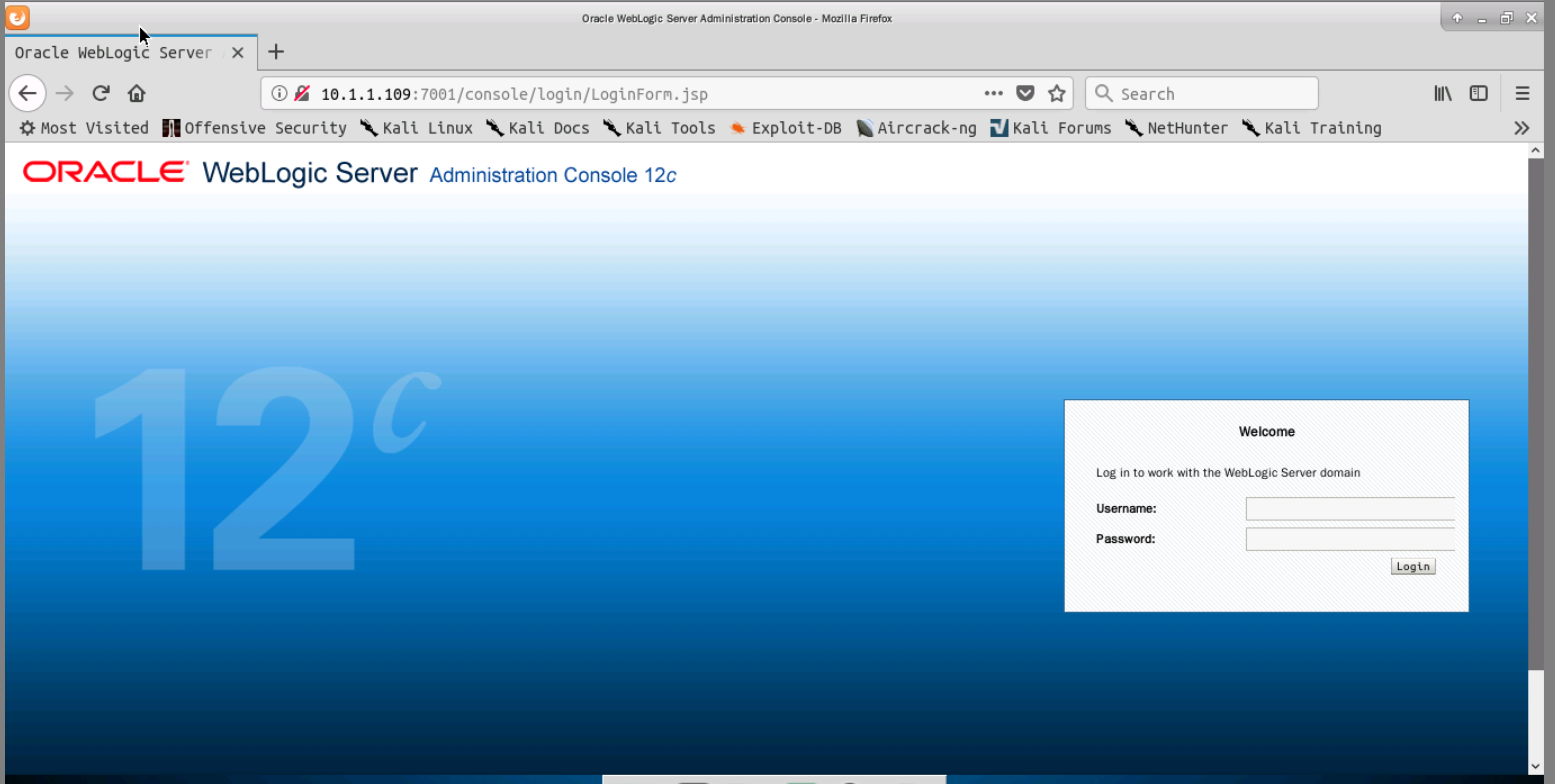 Oracle WebLogic Server Administration Console - Mozilla Firefox
Oracle WebLogic Server
10.1.1.109:7001/console/login/LoginForm.jsp
Search
Most Visited Offensive Security Kali Linux Kali Docs Kali Tools Exploit-DB Aircrack-ng Kali Forums NetHunter Kali Training
ORACLE WebLogic Server Administration Console 12c
12c
Welcome
Log in to work with the WebLogic Server domain
Username:
Password:
Login